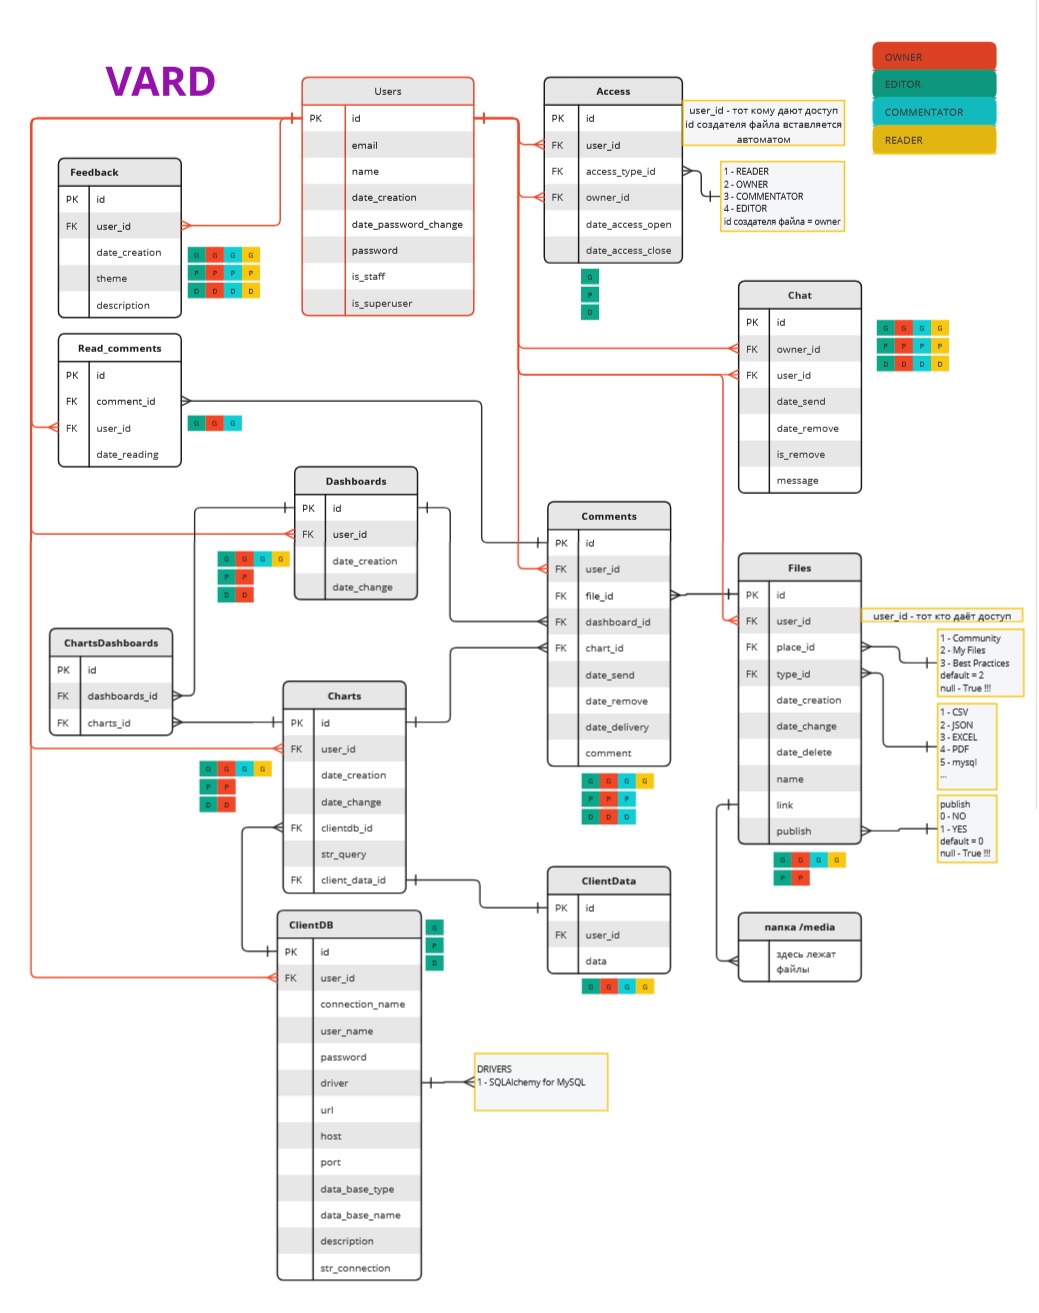 VARD
OWNER
EDITOR
COMMENTATOR
READER
Users
PK id
email
name
date_creation
date_password_change
password
is_staff
is_superuser
Access
PK id
FK user_id
FK access_type_id
FK owner_id
date_access_open
date_access_close
G
P
D
user_id - тот кому дают доступ
id создателя файла вставляется
автоматом
1 - READER
2 - OWNER
3 - COMMENTATOR
4 - EDITOR
id создателя файла = owner
Feedback
PK id
FK user_id
date_creation
theme
description
G G G G
P P P P
D D D D
Chat
PK id
FK owner_id
FK user_id
date_send
date_remove
is_remove
message
G G G G
P P P P
D D D D
Read_comments
PK id
FK comment_id
FK user_id
date_reading
G G G
Dashboards
PK id
FK user_id
date_creation
date_change
G G G G
P P
D D
Comments
PK id
FK user_id
FK file_id
FK dashboard_id
FK chart_id
date_send
date_remove
date_delivery
comment
G G G G
P P P
D D D
Files
PK id
FK user_id
FK place_id
FK type_id
date_creation
date_change
date_delete
name
link
publish
G G G G
P P
user_id - тот кто даёт доступ
1 - Community
2 - My Files
3 - Best Practices
default = 2
null - True !!!
1 - CSV
2 - JSON
3 - EXCEL
4 - PDF
5 - mysql
...
publish
0 - NO
1 - YES
default = 0
null - True !!!
ChartsDashboards
PK id
FK dashboards_id
FK charts_id
Charts
PK id
FK user_id
date_creation
date_change
FK clientdb_id
str_query
FK client_data_id
G G G G
P P
D D
ClientData
PK id
FK user_id
data
G G G G
папка /media
здесь лежат
файлы
ClientDB
PK id
FK user_id
connection_name
user_name
password
driver
url
host
port
data_base_type
data_base_name
description
str_connection
G
P
D
DRIVERS
1 - SQLAlchemy for MySQL